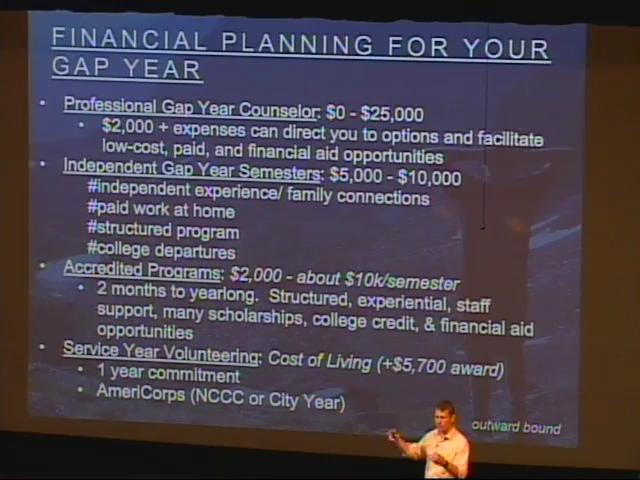 FINANCIAL PLANNING FOR YOUR
GAP YEAR
• Professional Gap Year Counselor: $0 - $25,000
• $2,000 + expenses can direct you to options and facilitate
low-cost, paid, and financial aid opportunities
• Independent Gap Year Semesters: $5,000 - $10,000
#independent experience/ family connections
#paid work at home
#structured program
#college departures
• Accredited Programs: $2,000 - about $10k/semester
• 2 months to yearlong. Structured, experiential, staff
support, many scholarships, college credit, & financial aid
opportunities
• Service Year Volunteering: Cost of Living (+$5,700 award)
• 1 year commitment
• AmeriCorps (NCCC or City Year)
outward bound